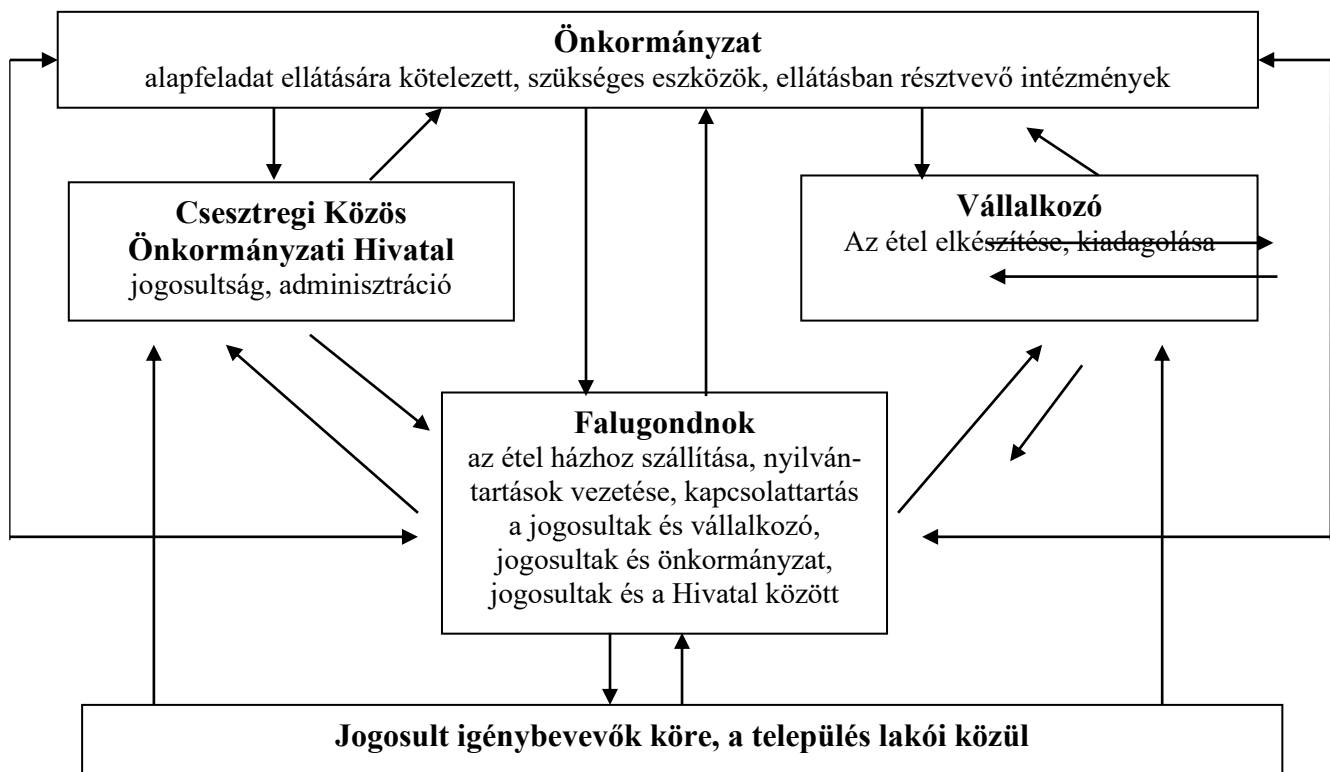 Önkormányzat
alapfeladat ellátására kötelezett, szükséges eszközök, ellátásban résztvevő intézmények
Csesztregi Közös
Önkormányzati Hivatal
jogosultság, adminisztráció
Vállalkozó
Az étel elkészítése, kiadagolása
Falugondnok
az étel házhoz szállítása, nyilván-
tartások vezetése, kapcsolattartás
a jogosultak és vállalkozó,
jogosultak és önkormányzat,
jogosultak és a Hivatal között
Jogosult igénybevevők köre, a település lakói közül